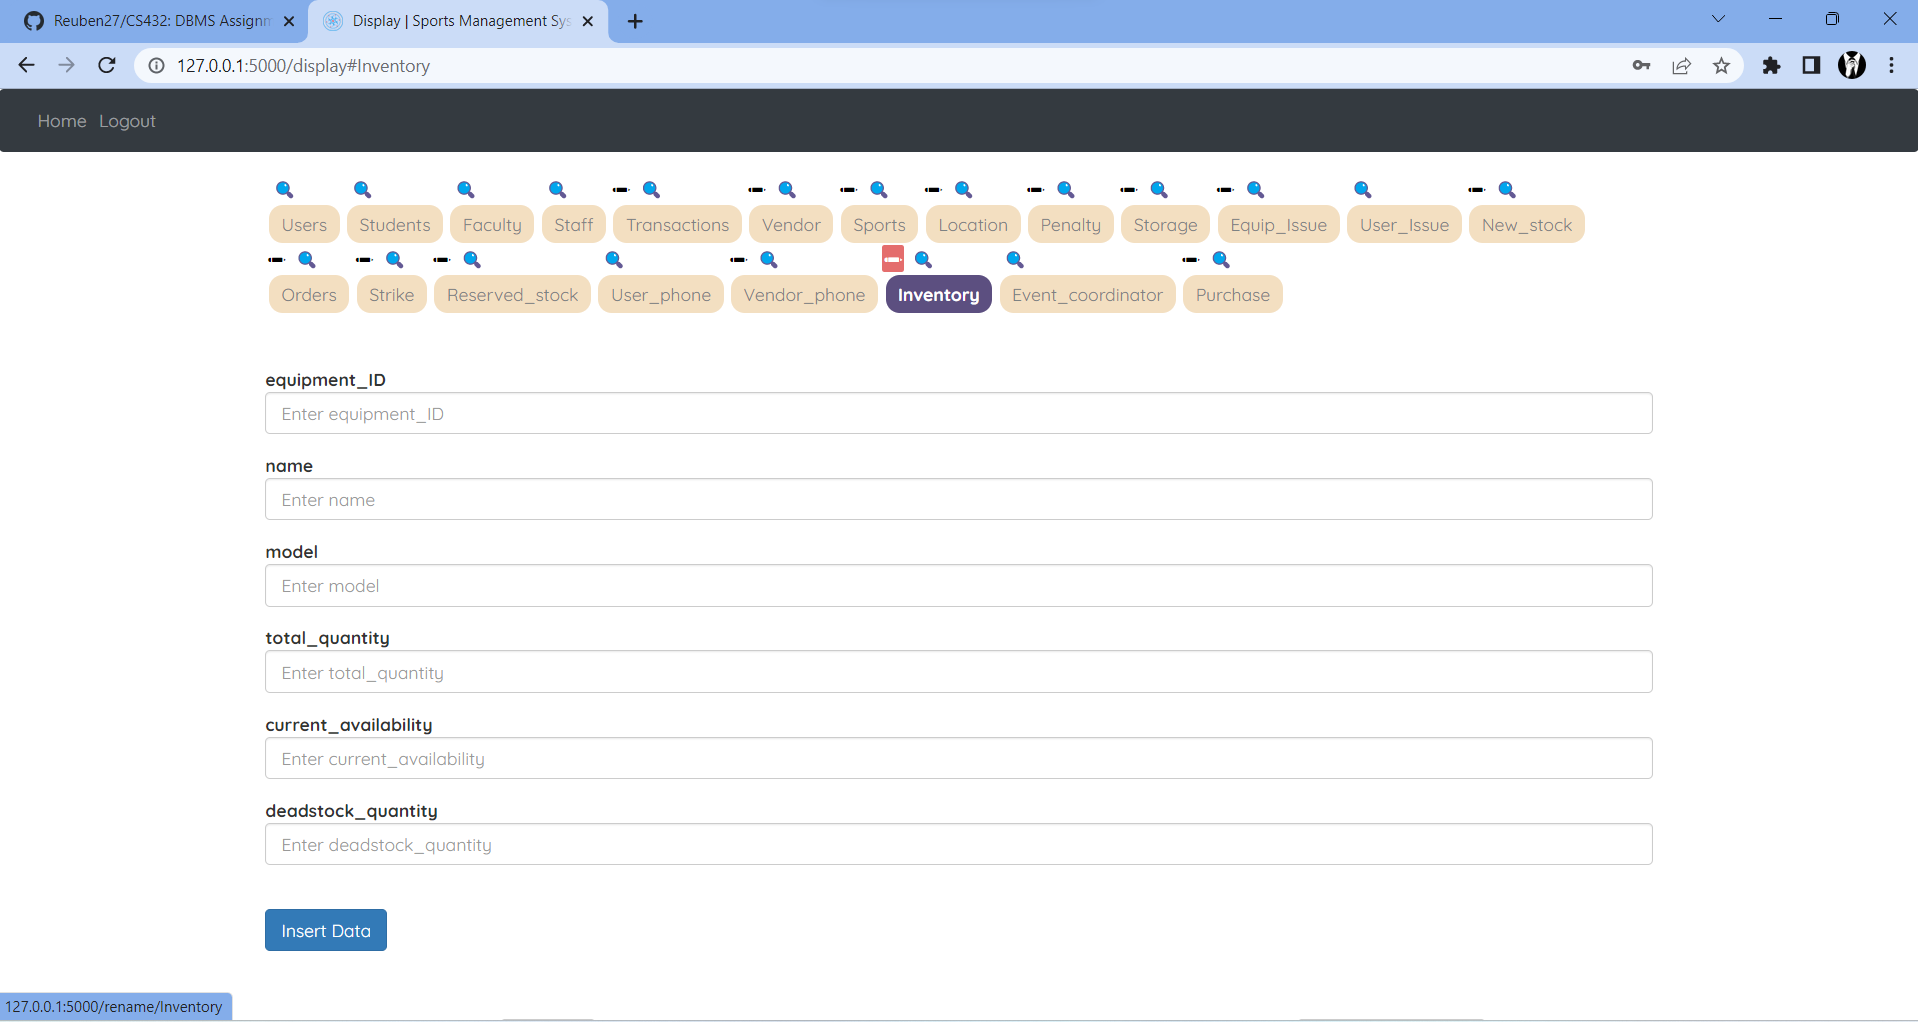 Reuben27/CS432: DBMS Assignm
Display | Sports Management Sys
127.0.0.1:5000/display#Inventory
Home Logout
Users Students Faculty Staff Transactions Vendor Sports Location Penalty Storage Equip_Issue User_Issue New_stock
Orders Strike Reserved_stock User_phone Vendor_phone Inventory Event_coordinator Purchase
equipment_ID
Enter equipment_ID
name
Enter name
model
Enter model
total_quantity
Enter total_quantity
current_availability
Enter current_availability
deadstock_quantity
Enter deadstock_quantity
Insert Data
127.0.0.1:5000/rename/Inventory